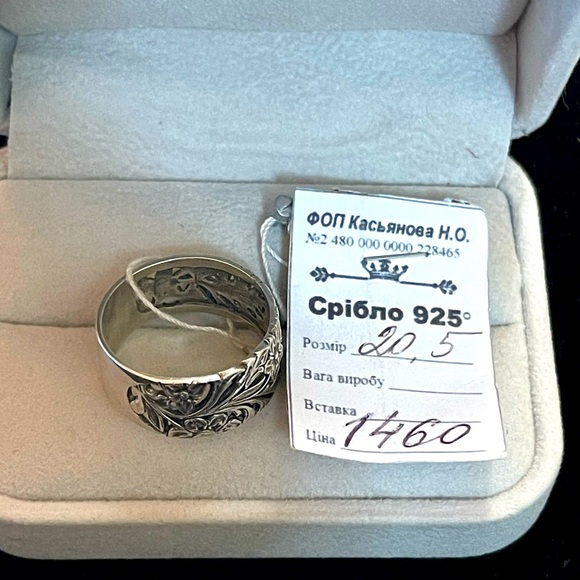 ФОП Касьянова Н.О.
№2 480 000 0000 228465
Срібло 925°
Розмір 20,5
Вага виробу
Вставка
Ціна 1460